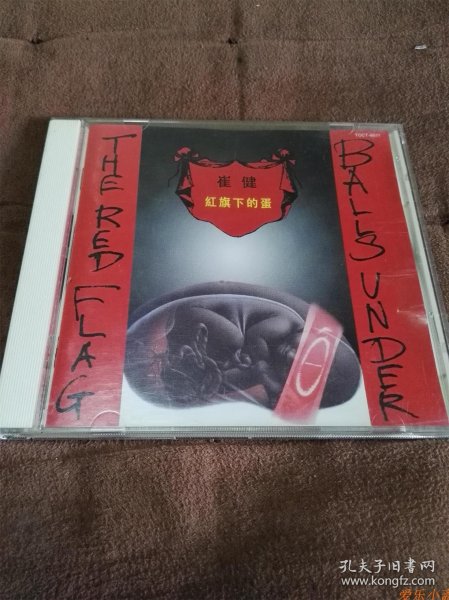 TOCT-8571
崔健
紅旗下的蛋
BALLS UNDER
THE RED FLAG
孔夫子旧书网
www.kongfz.com